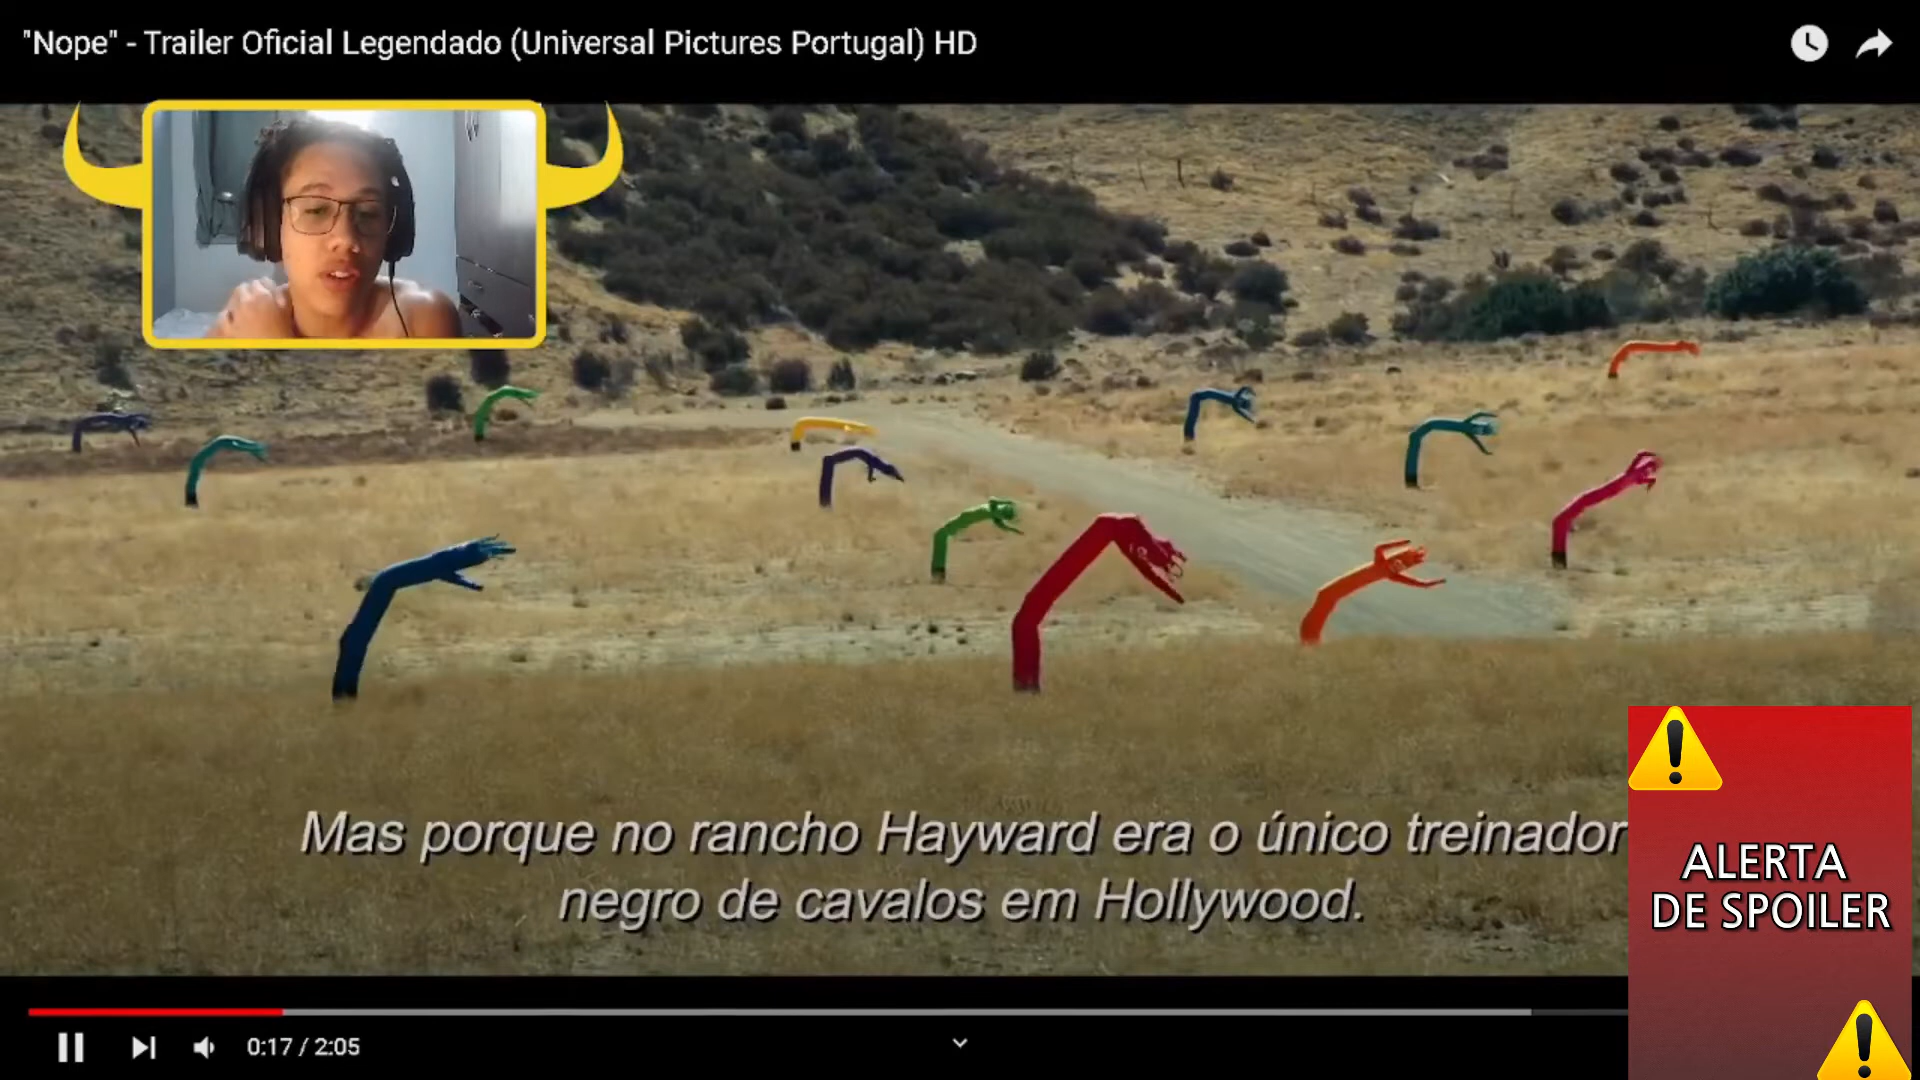 "Nope" - Trailer Oficial Legendado (Universal Pictures Portugal) HD
Mas porque no rancho Hayward era o único treinador
negro de cavalos em Hollywood.
ALERTA
DE SPOILER
0:17 / 2:05